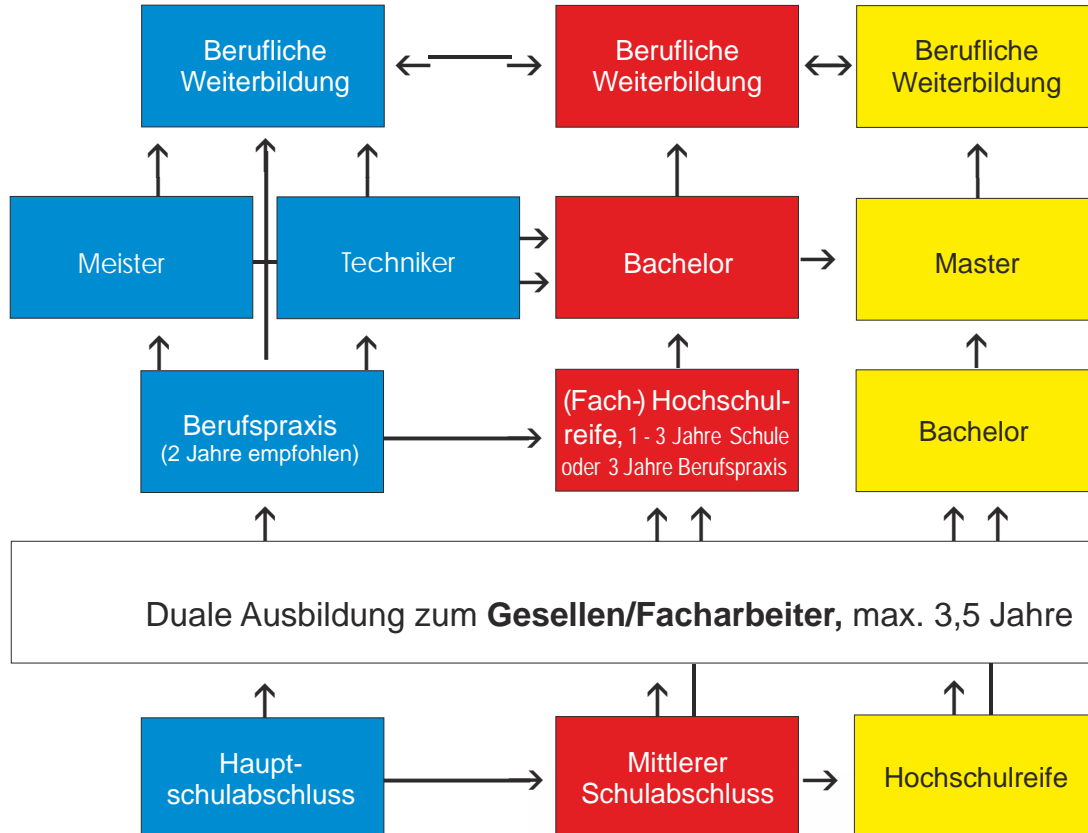 Berufliche
Weiterbildung
Berufliche
Weiterbildung
Berufliche
Weiterbildung
Meister
Techniker
Bachelor
Master
Berufspraxis
(2 Jahre empfohlen)
(Fach-) Hochschul-
reife, 1 - 3 Jahre Schule
oder 3 Jahre Berufspraxis
Bachelor
Duale Ausbildung zum Gesellen/Facharbeiter, max. 3,5 Jahre
Haupt-
schulabschluss
Mittlerer
Schulabschluss
Hochschulreife